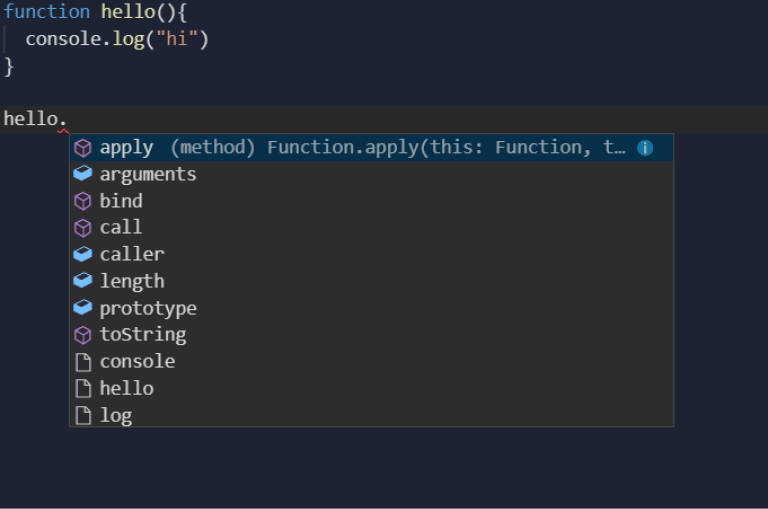 function hello(){
console.log("hi")
}
hello.
apply (method) Function.apply(this: Function, t…
arguments
bind
call
caller
length
prototype
toString
console
hello
log